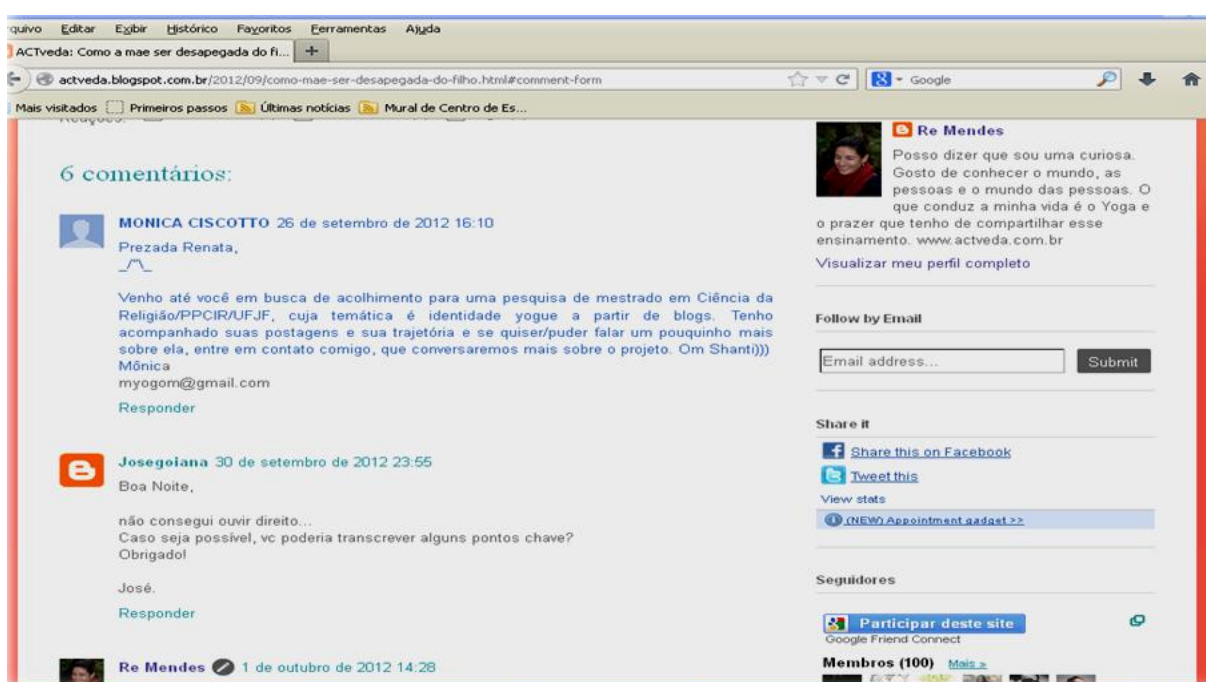 quivo Editar Exibir Histórico Favoritos Ferramentas Ajuda
ACTveda: Como a mae ser desapegada do fi... +
actveda.blogspot.com.br/2012/09/como-mae-ser-desapegada-do-filho.html#comment-form
Google
Mais visitados Primeiros passos Últimas notícias Mural de Centro de Es...
6 comentários:
MONICA CISCOTTO 26 de setembro de 2012 16:10
Prezada Renata,
_/"\_
Venho até você em busca de acolhimento para uma pesquisa de mestrado em Ciência da
Religião/PPCIR/UFJF, cuja temática é identidade yogue a partir de blogs. Tenho
acompanhado suas postagens e sua trajetória e se quiser/puder falar um pouquinho mais
sobre ela, entre em contato comigo, que conversaremos mais sobre o projeto. Om Shanti)))
Mônica
myogom@gmail.com
Responder
Josegoiana 30 de setembro de 2012 23:55
Boa Noite,
não consegui ouvir direito...
Caso seja possível, vc poderia transcrever alguns pontos chave?
Obrigado!
José.
Responder
Re Mendes 1 de outubro de 2012 14:28
Re Mendes
Posso dizer que sou uma curiosa.
Gosto de conhecer o mundo, as
pessoas e o mundo das pessoas. O
que conduz a minha vida é o Yoga e
o prazer que tenho de compartilhar esse
ensinamento. www.actveda.com.br
Visualizar meu perfil completo
Follow by Email
Email address...
Submit
Share it
Share this on Facebook
Tweet this
View stats
(NEW) Appointment gadget >>
Seguidores
Participar deste site
Google Friend Connect
Membros (100) Mais »